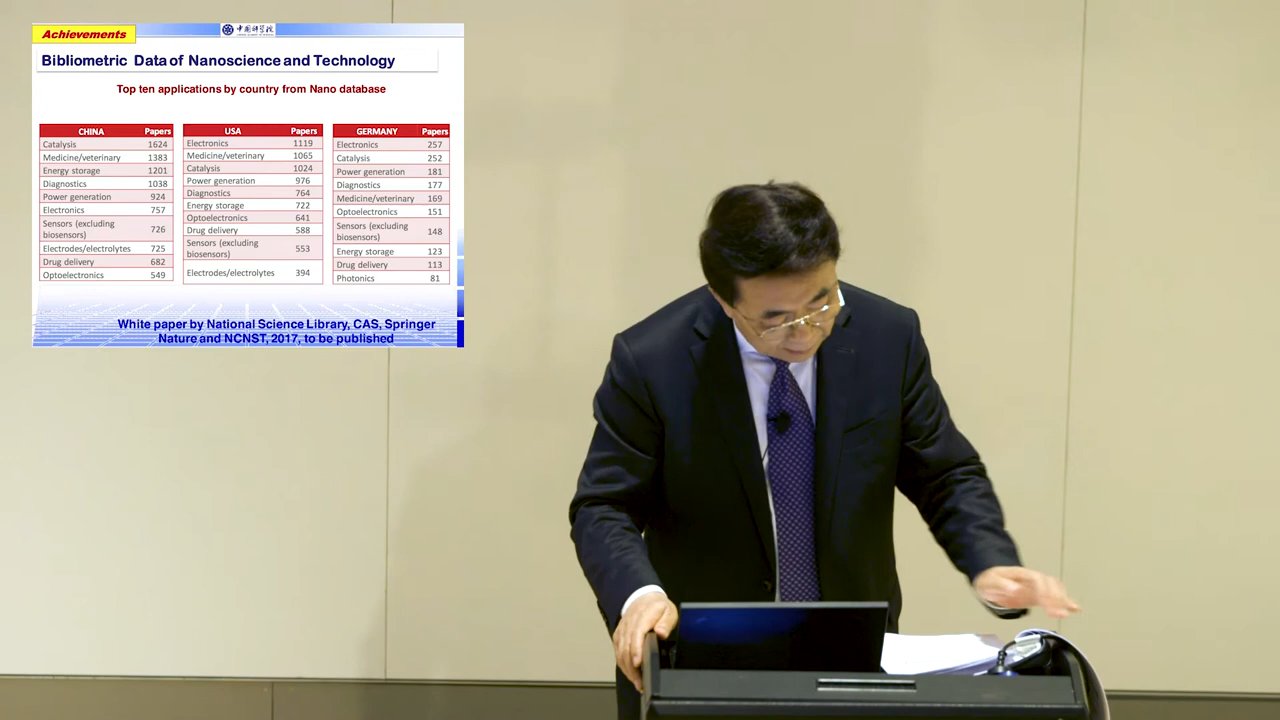 Achievements
中国科学院
Bibliometric Data of Nanoscience and Technology
Top ten applications by country from Nano database
CHINA Papers
Catalysis 1624
Medicine/veterinary 1383
Energy storage 1201
Diagnostics 1038
Power generation 924
Electronics 757
Sensors (excluding
biosensors) 726
Electrodes/electrolytes 725
Drug delivery 682
Optoelectronics 549
USA Papers
Electronics 1119
Medicine/veterinary 1065
Catalysis 1024
Power generation 976
Diagnostics 764
Energy storage 722
Optoelectronics 641
Drug delivery 588
Sensors (excluding
biosensors) 553
Electrodes/electrolytes 394
GERMANY Papers
Electronics 257
Catalysis 252
Power generation 181
Diagnostics 177
Medicine/veterinary 169
Optoelectronics 151
Sensors (excluding
biosensors) 148
Energy storage 123
Drug delivery 113
Photonics 81
White paper by National Science Library, CAS, Springer
Nature and NCNST, 2017, to be published